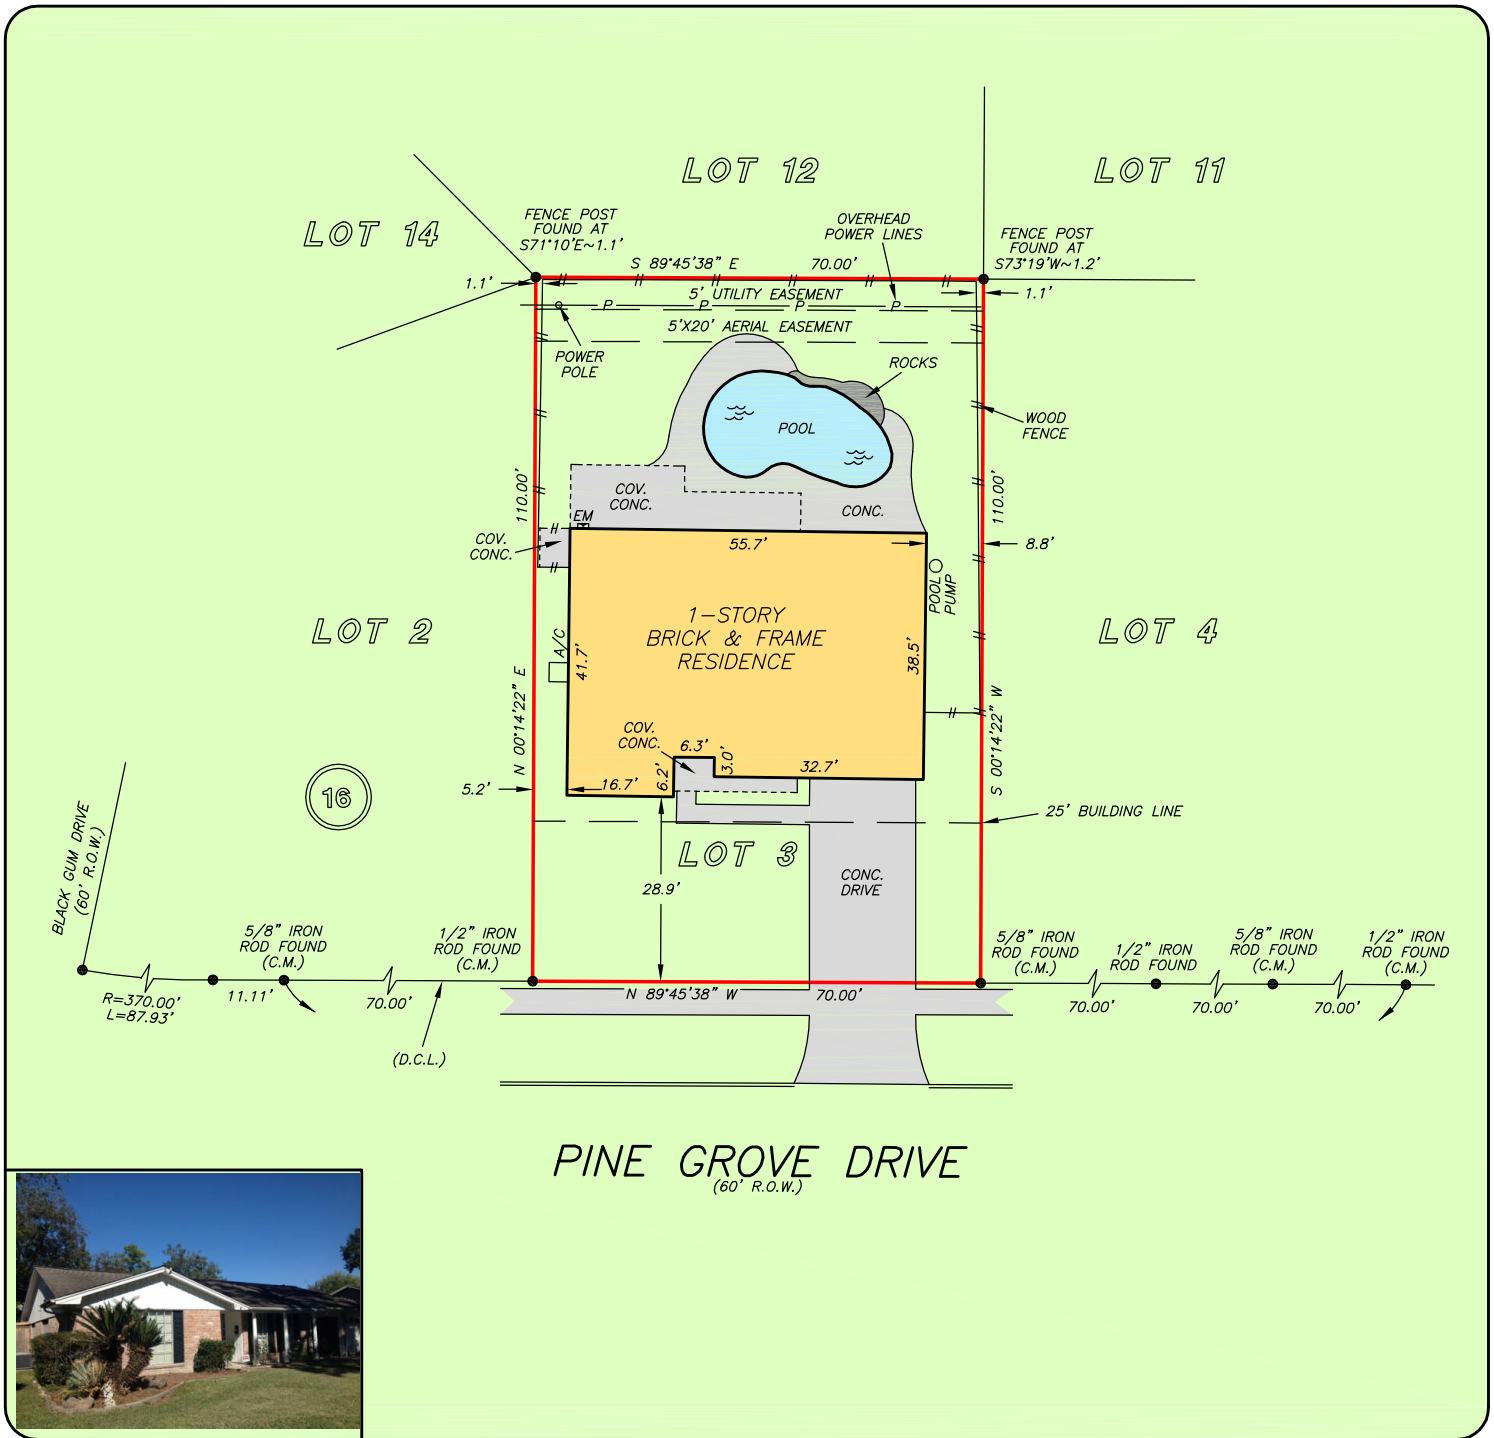 LOT 12
LOT 11
LOT 14
FENCE POST
FOUND AT
S71°10'E~1.1'
OVERHEAD
POWER LINES
FENCE POST
FOUND AT
S73°19'W~1.2'
S 89°45'38" E
70.00'
1.1'
5' UTILITY EASEMENT
1.1'
P
P
P
P
5'X20' AERIAL EASEMENT
POWER
POLE
ROCKS
POOL
WOOD
FENCE
110.00'
110.00'
COV.
CONC.
CONC.
EM
COV.
CONC.
55.7'
8.8'
POOL
PUMP
LOT 2
1-STORY
BRICK & FRAME
RESIDENCE
LOT 4
A/C
41.7'
38.5'
N 00°14'22" E
S 00°14'22" W
COV.
CONC.
6.3'
3.0'
32.7'
6.2'
16.7'
5.2'
16
25' BUILDING LINE
LOT 3
BLACK GUM DRIVE
(60' R.O.W.)
28.9'
CONC.
DRIVE
5/8" IRON
ROD FOUND
(C.M.)
1/2" IRON
ROD FOUND
(C.M.)
5/8" IRON
ROD FOUND
(C.M.)
1/2" IRON
ROD FOUND
5/8" IRON
ROD FOUND
(C.M.)
1/2" IRON
ROD FOUND
(C.M.)
R=370.00'
L=87.93'
11.11'
70.00'
N 89°45'38" W
70.00'
70.00'
70.00'
70.00'
(D.C.L.)
PINE GROVE DRIVE
(60' R.O.W.)